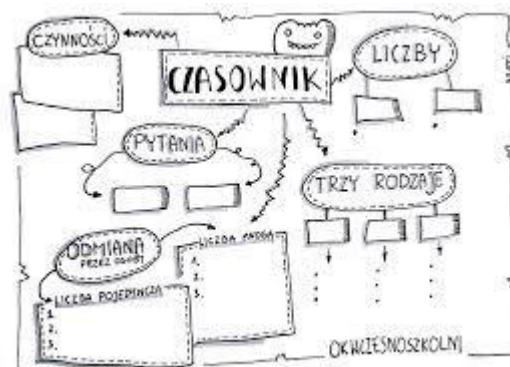 CZYNNOŚCI
CZASOWNIK
LICZBY
PYTANIA
TRZY RODZAJE
ODMIANA
PRZEZ OSOBY
LICZBA MNOGA
1.
2.
3.
LICZBA POJEDYNCZA
1.
2.
3.
OKWCZESNOSZKOLNI